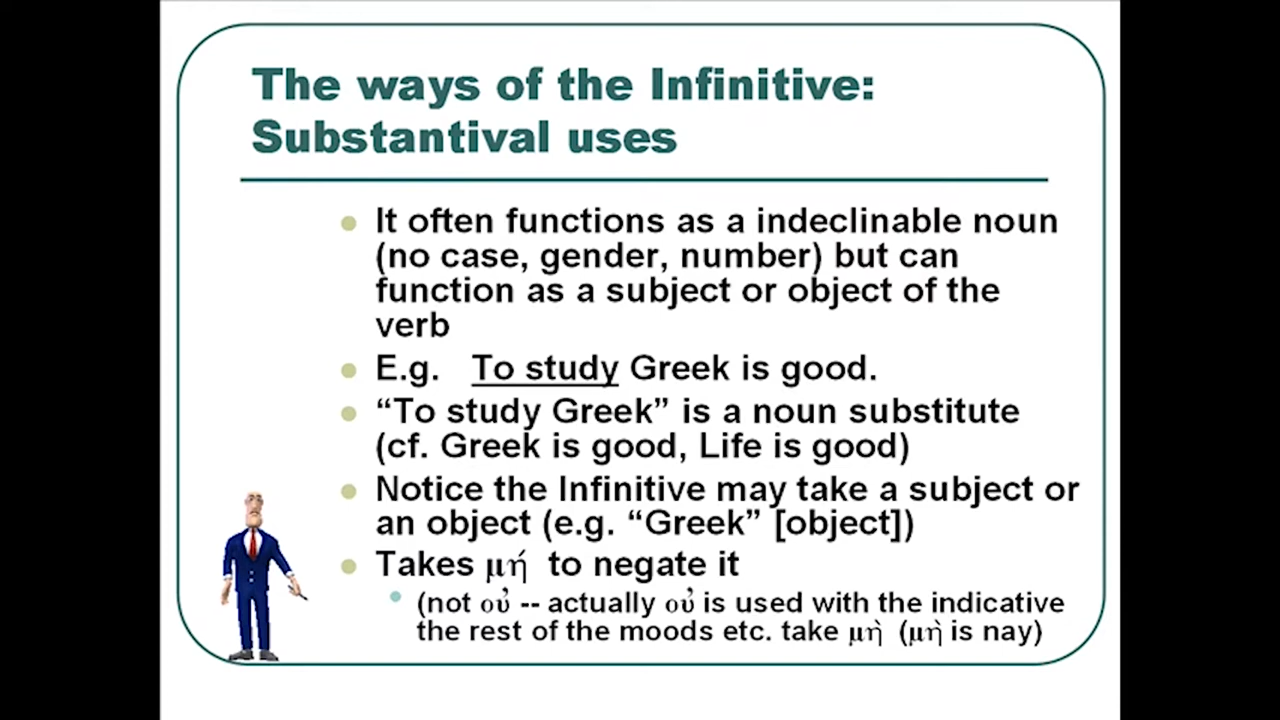 The ways of the Infinitive:
Substantival uses
It often functions as a indeclinable noun
(no case, gender, number) but can
function as a subject or object of the
verb
E.g. To study Greek is good.
“To study Greek” is a noun substitute
(cf. Greek is good, Life is good)
Notice the Infinitive may take a subject or
an object (e.g. “Greek” [object])
Takes μή to negate it
(not οὐ -- actually οὐ is used with the indicative
the rest of the moods etc. take μὴ (μὴ is nay)